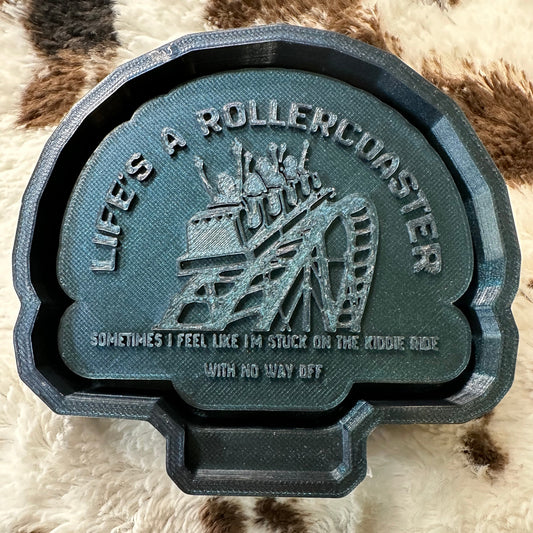 LIFE'S A ROLLERCOASTER
SOMETIMES I FEEL LIKE I'M STUCK ON THE KIDDIE RIDE
WITH NO WAY OFF